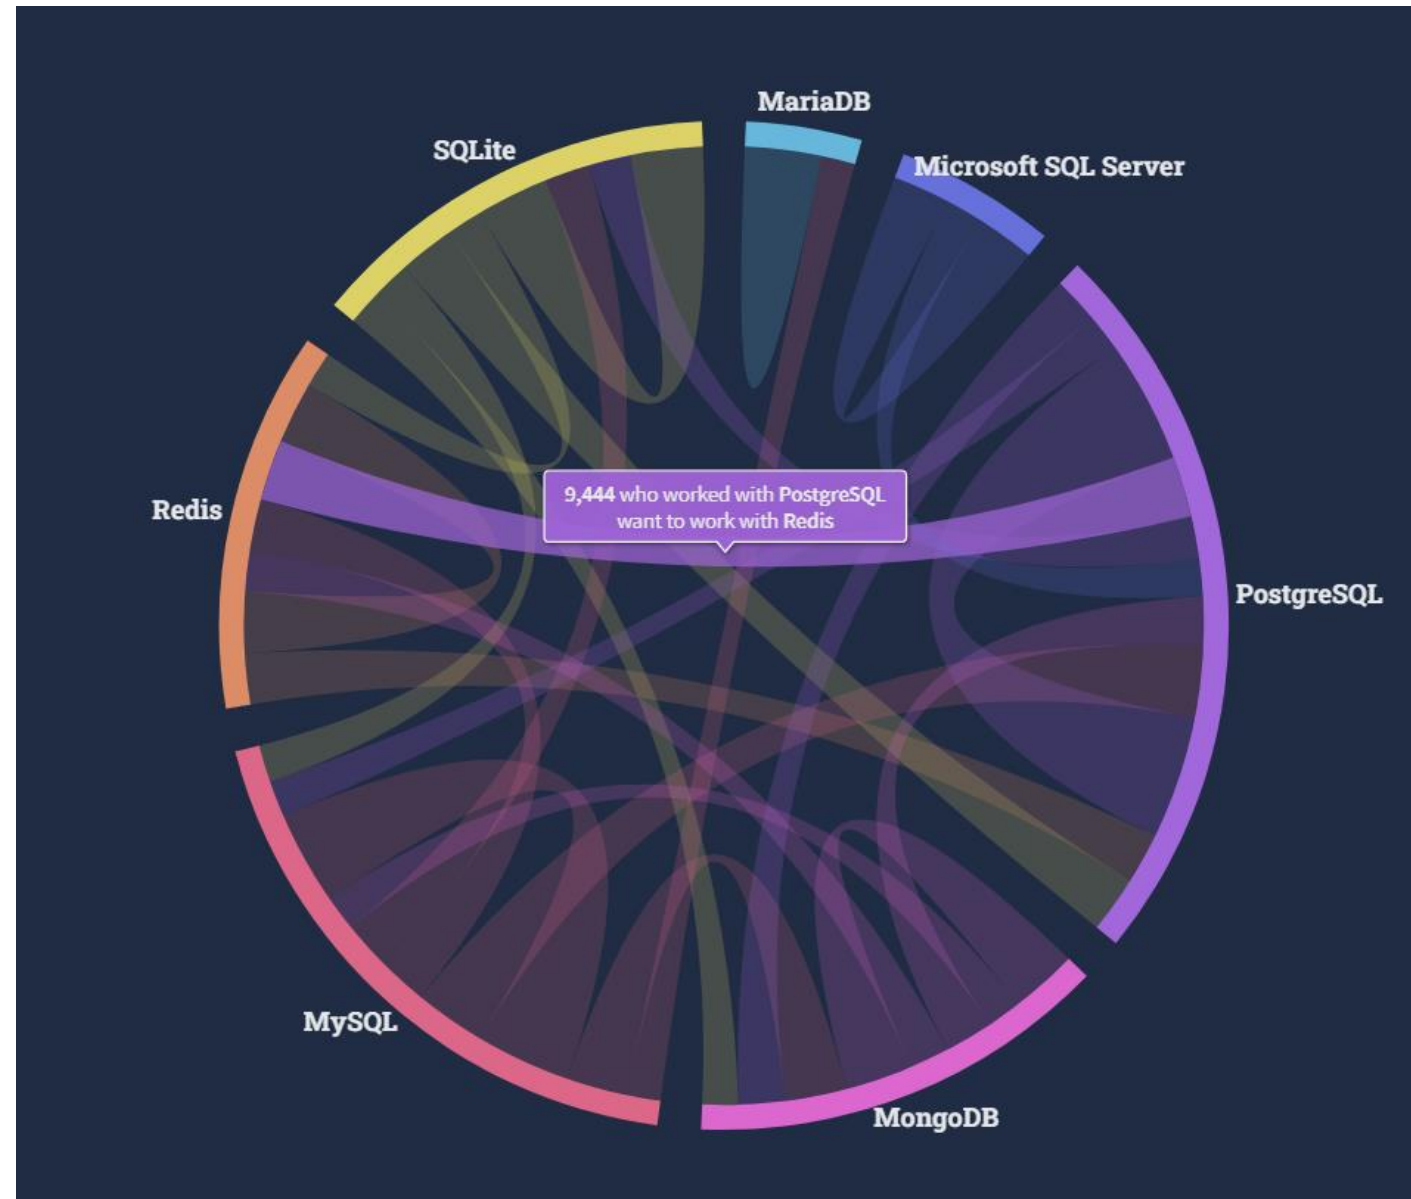 MariaDB
SQLite
Microsoft SQL Server
9,444 who worked with PostgreSQL
want to work with Redis
Redis
PostgreSQL
MySQL
MongoDB